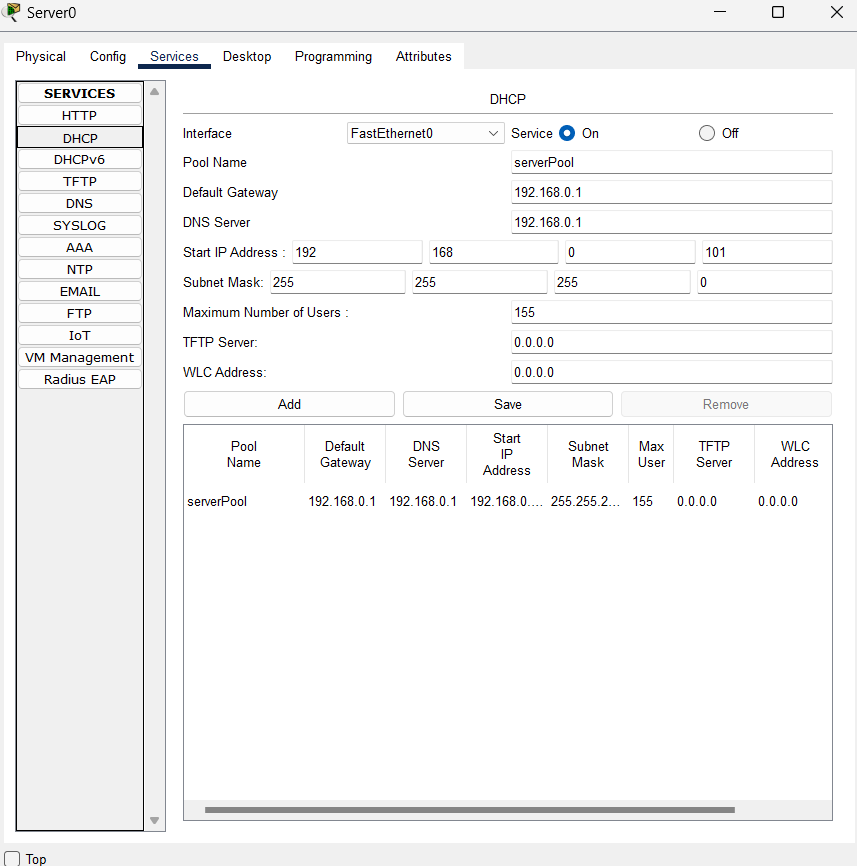 Server0
Physical Config Services Desktop Programming Attributes
SERVICES
HTTP
DHCP
DHCPv6
TFTP
DNS
SYSLOG
AAA
NTP
EMAIL
FTP
IoT
VM Management
Radius EAP
DHCP
Interface FastEthernet0 Service On Off
Pool Name serverPool
Default Gateway 192.168.0.1
DNS Server 192.168.0.1
Start IP Address : 192 168 0 101
Subnet Mask: 255 255 255 0
Maximum Number of Users : 155
TFTP Server: 0.0.0.0
WLC Address: 0.0.0.0
Add Save Remove
Pool Name Default Gateway DNS Server Start IP Address Subnet Mask Max User TFTP Server WLC Address
serverPool 192.168.0.1 192.168.0.1 192.168.0.... 255.255.2... 155 0.0.0.0 0.0.0.0
Top